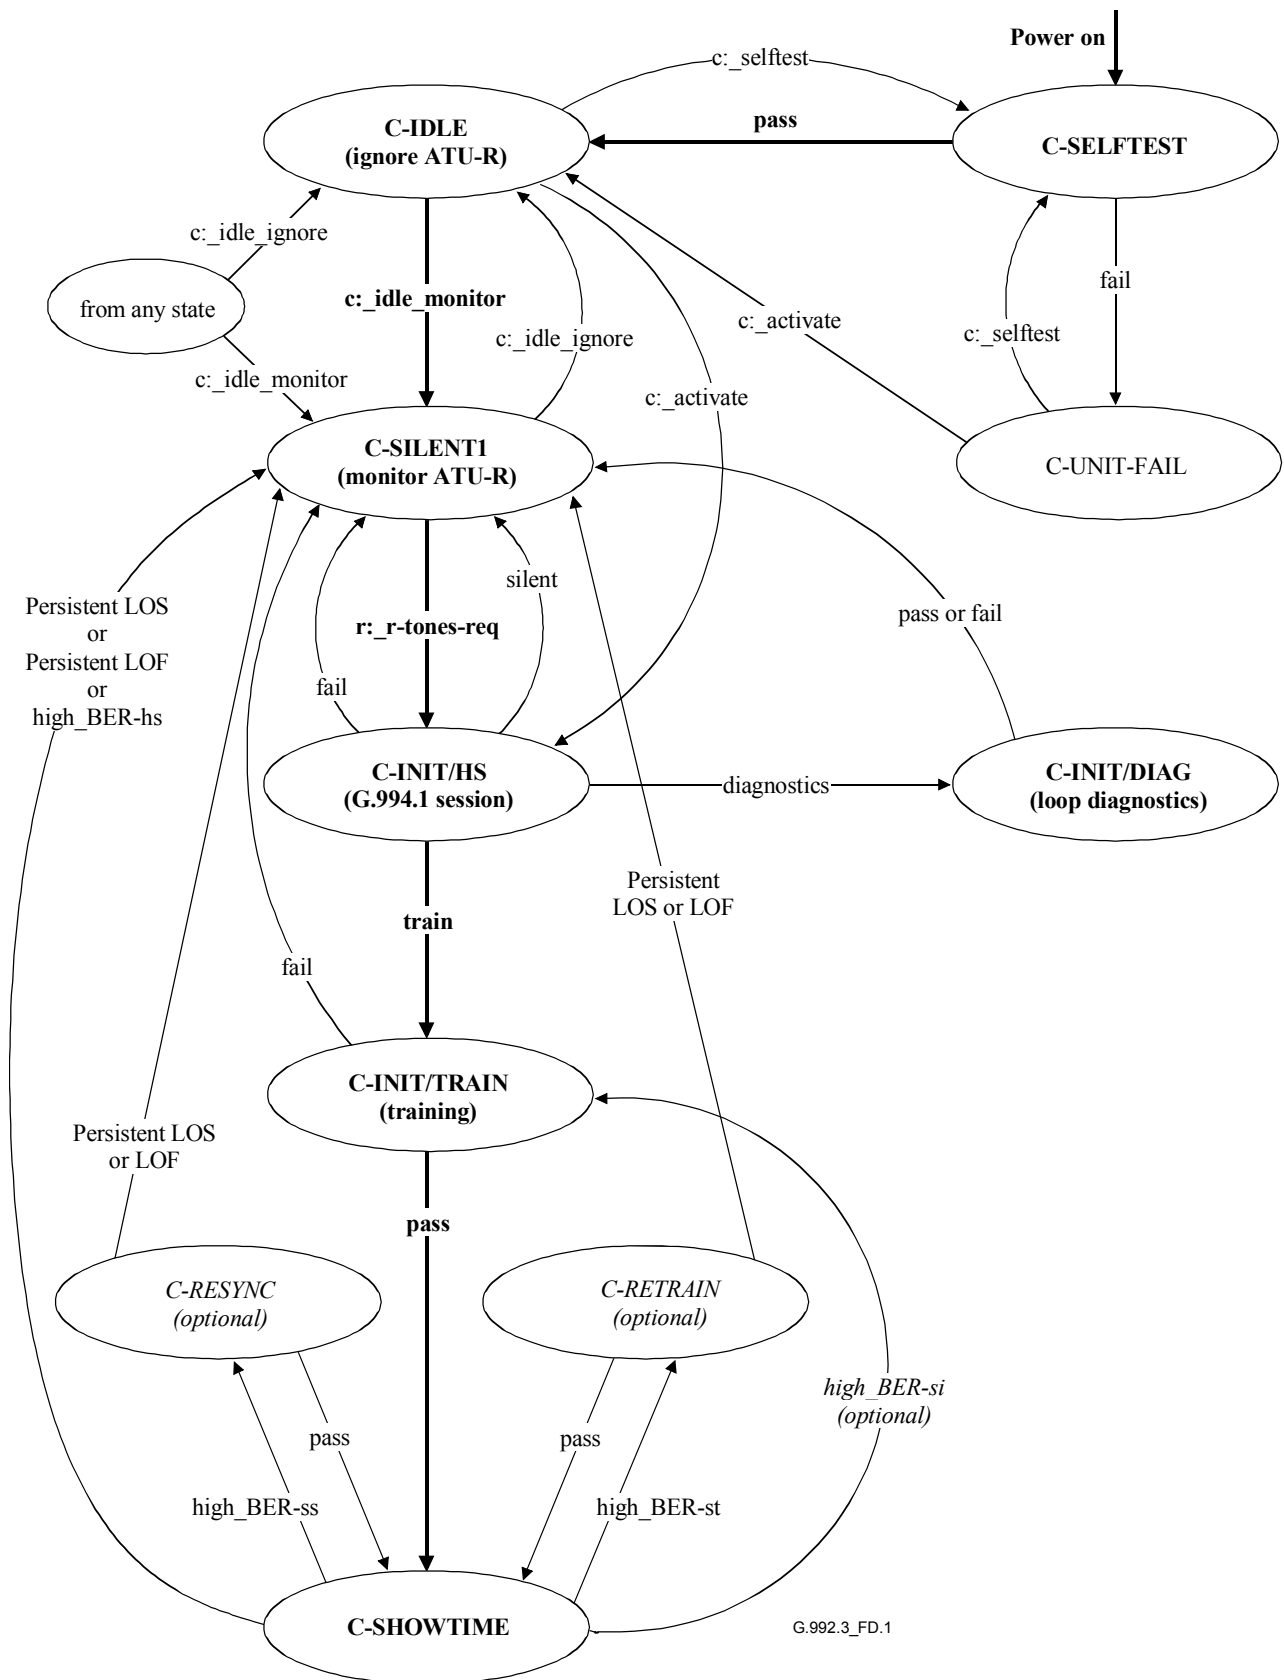 Power on
c:_selftest
C-IDLE
(ignore ATU-R)
pass
C-SELFTEST
c:_idle_ignore
fail
from any state
c:_idle_monitor
c:_activate
c:_selftest
c:_idle_ignore
c:_idle_monitor
c:_activate
C-SILENT1
(monitor ATU-R)
C-UNIT-FAIL
silent
Persistent LOS
or
Persistent LOF
or
high_BER-hs
r:_r-tones-req
pass or fail
fail
C-INIT/HS
(G.994.1 session)
diagnostics
C-INIT/DIAG
(loop diagnostics)
Persistent
LOS or LOF
train
fail
C-INIT/TRAIN
(training)
Persistent LOS
or LOF
pass
C-RESYNC
(optional)
C-RETRAIN
(optional)
high_BER-si
(optional)
pass
pass
high_BER-ss
high_BER-st
C-SHOWTIME
G.992.3_FD.1